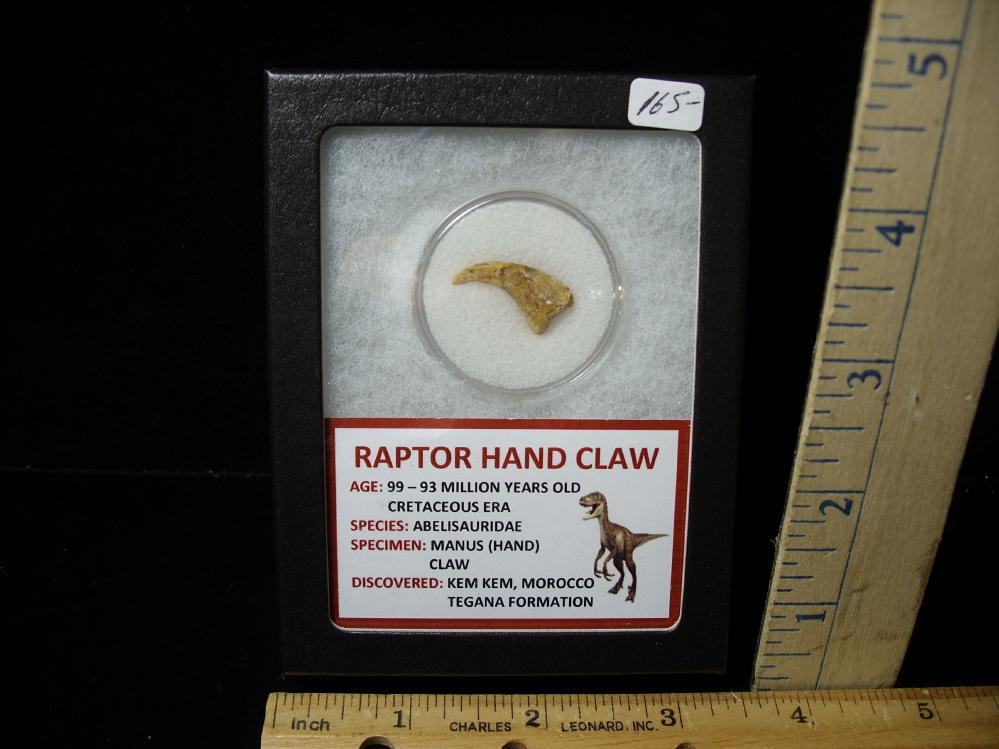 165-
RAPTOR HAND CLAW
AGE: 99 – 93 MILLION YEARS OLD
CRETACEOUS ERA
SPECIES: ABELISAURIDAE
SPECIMEN: MANUS (HAND)
CLAW
DISCOVERED: KEM KEM, MOROCCO
TEGANA FORMATION
5
4
3
2
1
Inch 1 CHARLES 2 LEONARD, INC. 3 4 5